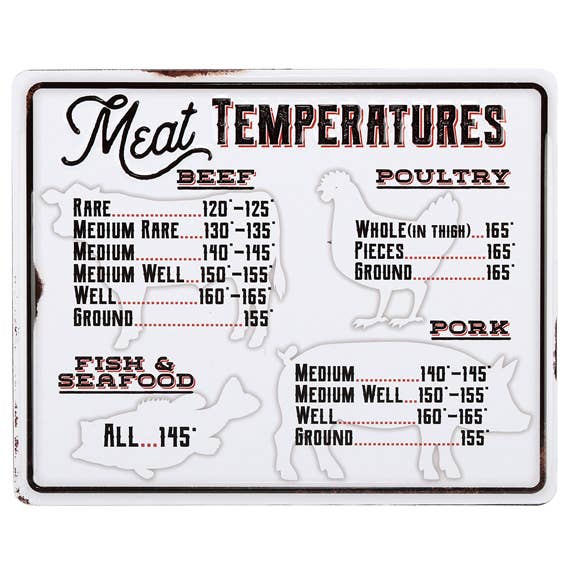 Meat TEMPERATURES
BEEF
RARE..............120°-125°
MEDIUM RARE....130°-135°
MEDIUM............140°-145°
MEDIUM WELL...150°-155°
WELL..............160°-165°
GROUND..................155°
POULTRY
WHOLE(IN THIGH)...165°
PIECES..................165°
GROUND................165°
FISH &
SEAFOOD
ALL...145°
PORK
MEDIUM..............140°-145°
MEDIUM WELL....150°-155°
WELL................160°-165°
GROUND..................155°